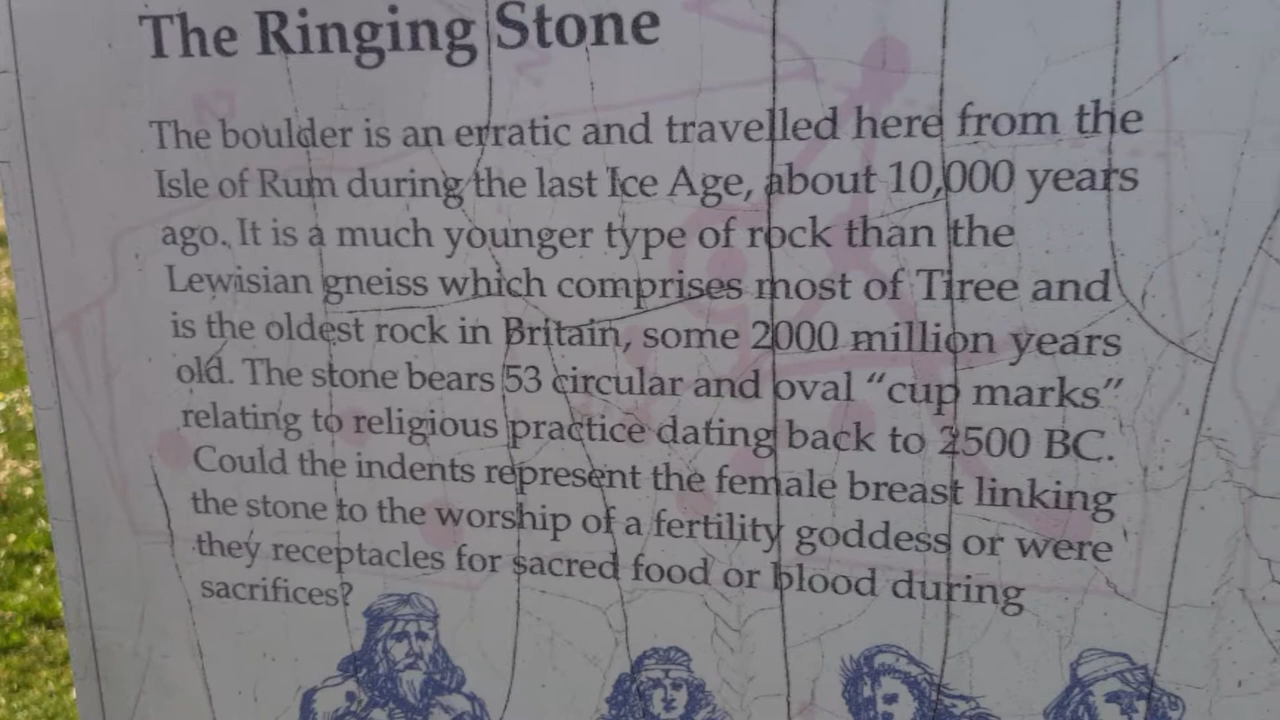 The Ringing Stone
The boulder is an erratic and travelled here from the
Isle of Rum during the last Ice Age, about 10,000 years
ago. It is a much younger type of rock than the
Lewisian gneiss which comprises most of Tiree and
is the oldest rock in Britain, some 2000 million years
old. The stone bears 53 circular and oval “cup marks”
relating to religious practice dating back to 2500 BC.
Could the indents represent the female breast linking
the stone to the worship of a fertility goddess or were
they receptacles for sacred food or blood during
sacrifices?